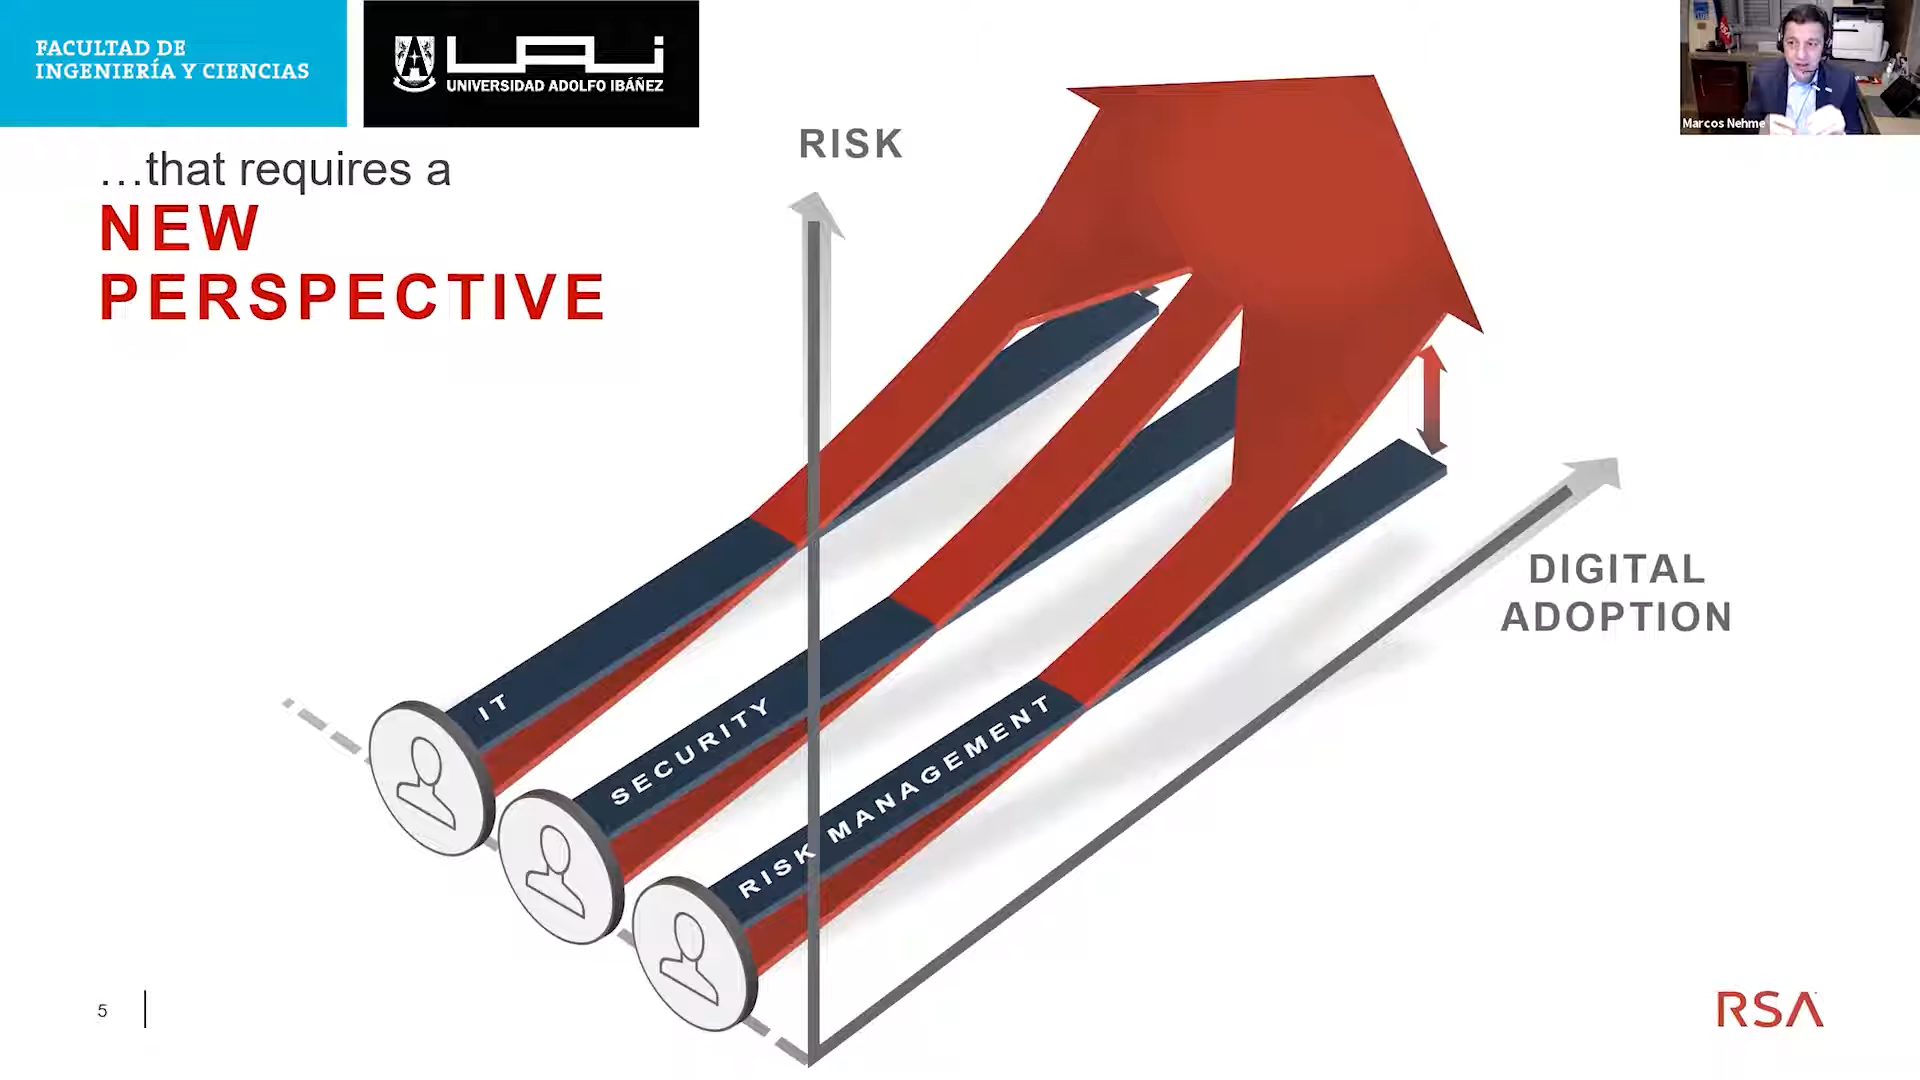 FACULTAD DE
INGENIERÍA Y CIENCIAS
UAI
UNIVERSIDAD ADOLFO IBÁÑEZ
Marcos Nehme
…that requires a
NEW
PERSPECTIVE
RISK
DIGITAL
ADOPTION
IT
SECURITY
RISK MANAGEMENT
5
RSA